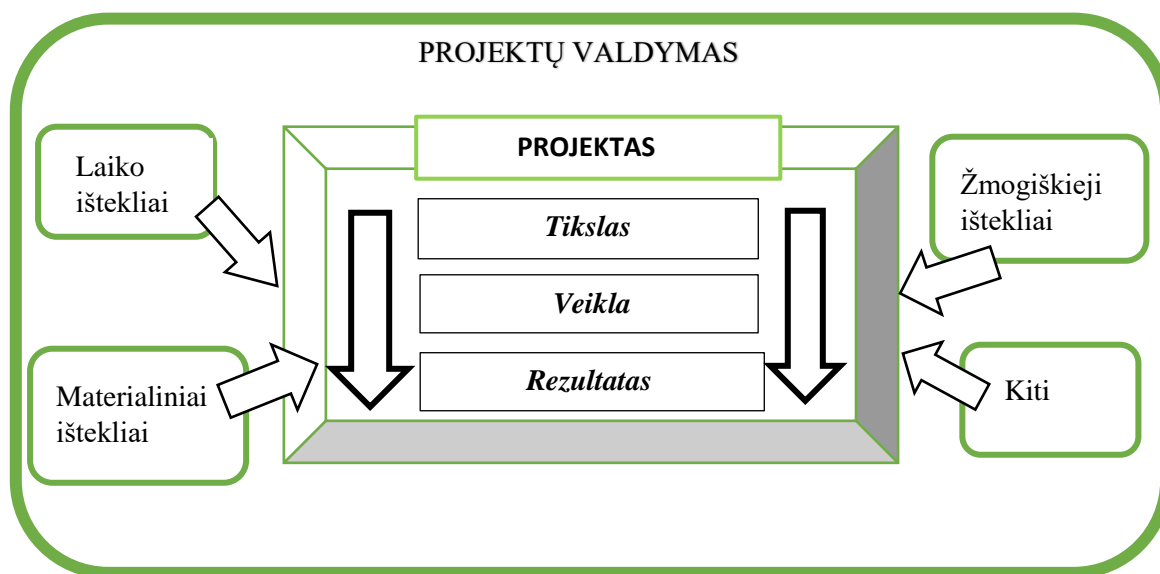 PROJEKTŲ VALDYMAS
Laiko
ištekliai
PROJEKTAS
Žmogiškieji
ištekliai
Tikslas
Veikla
Rezultatas
Materialiniai
ištekliai
Kiti